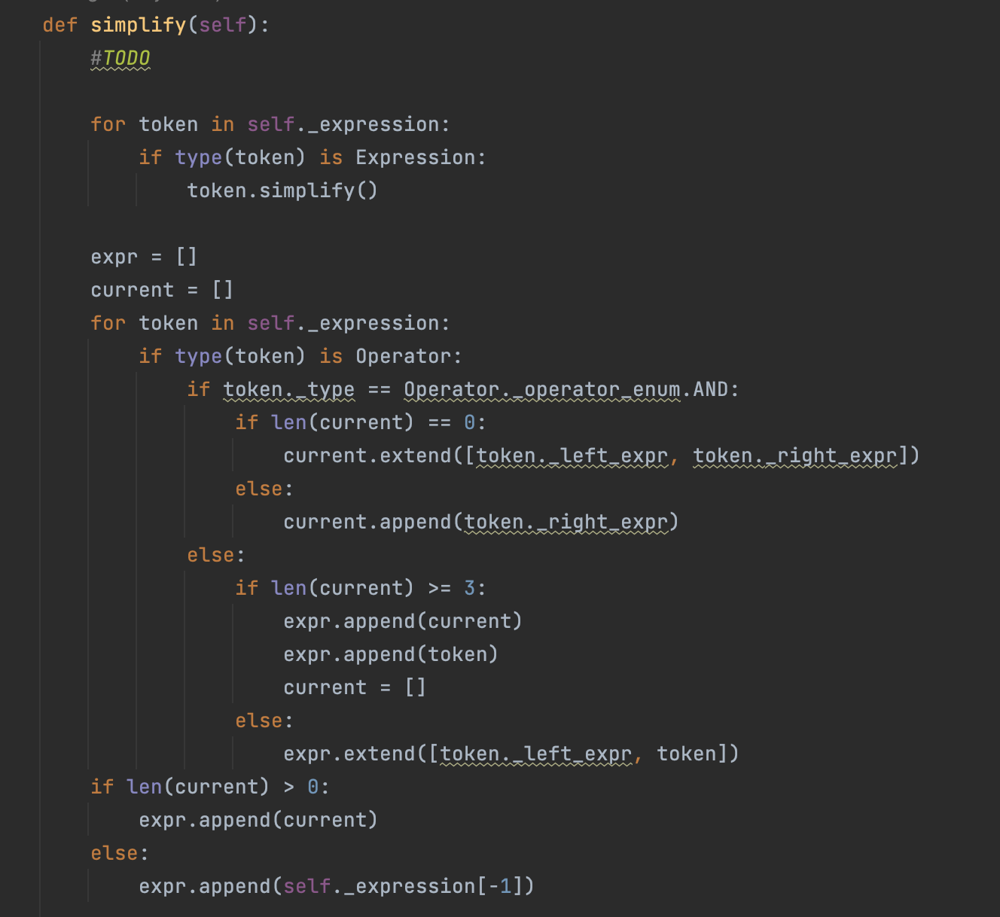 def simplify(self):
    #TODO

    for token in self._expression:
        if type(token) is Expression:
            token.simplify()

    expr = []
    current = []
    for token in self._expression:
        if type(token) is Operator:
            if token._type == Operator._operator_enum.AND:
                if len(current) == 0:
                    current.extend([token._left_expr, token._right_expr])
                else:
                    current.append(token._right_expr)
            else:
                if len(current) >= 3:
                    expr.append(current)
                    expr.append(token)
                    current = []
                else:
                    expr.extend([token._left_expr, token])
    if len(current) > 0:
        expr.append(current)
    else:
        expr.append(self._expression[-1])